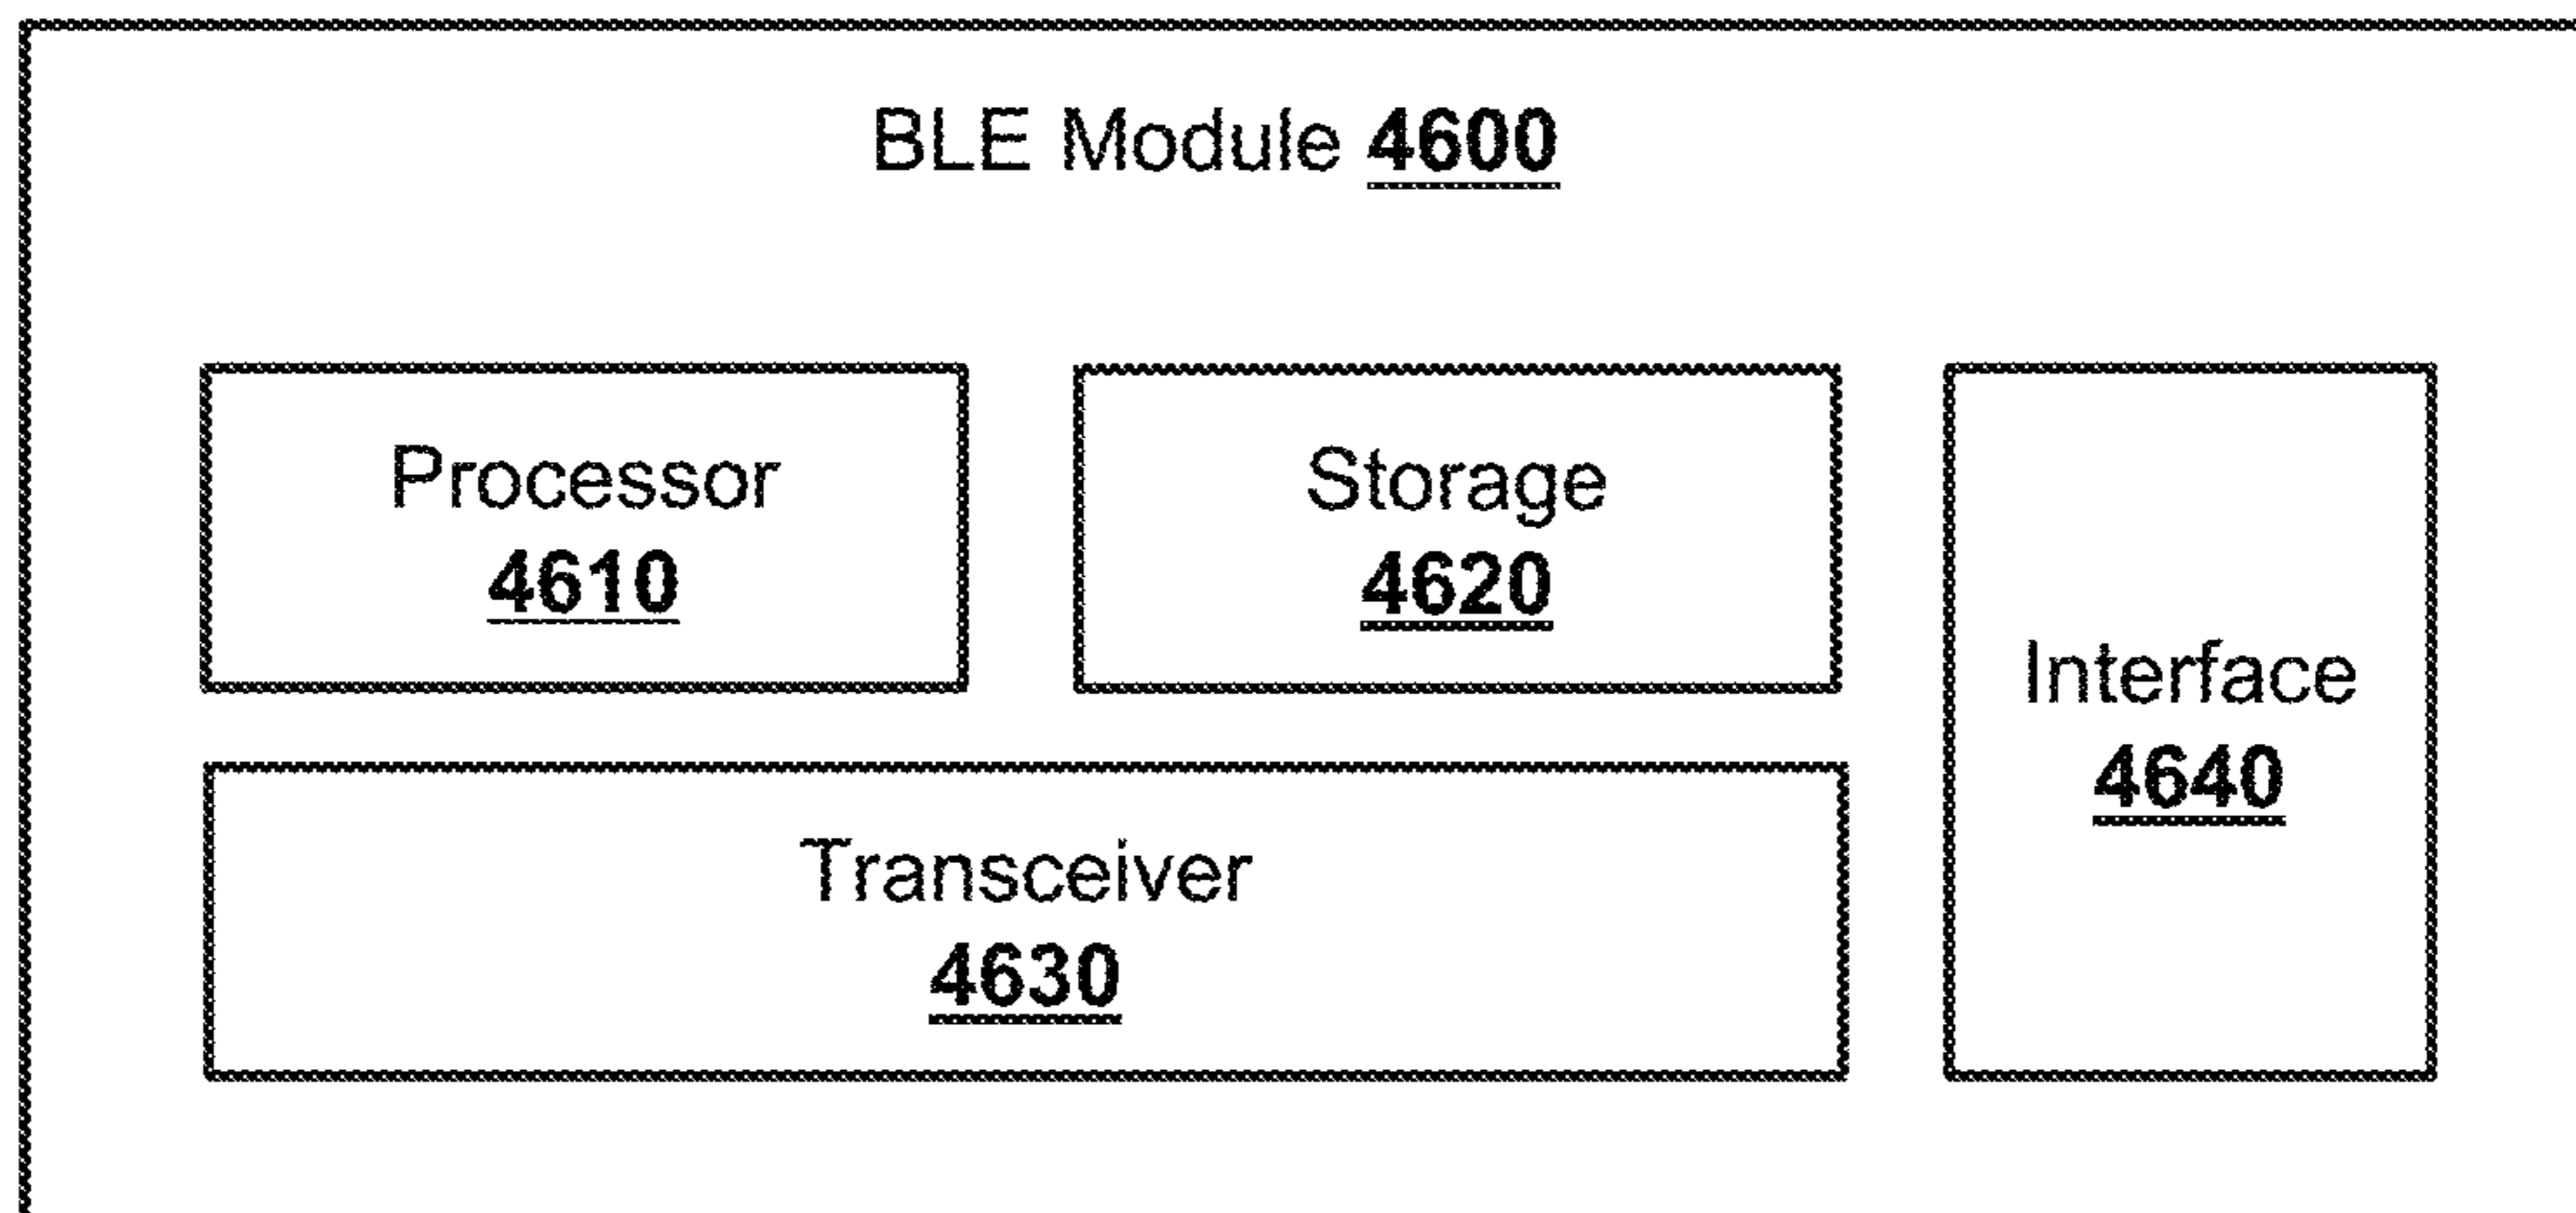 BLE Module 4600
Processor
4610
Storage
4620
Interface
4640
Transceiver
4630